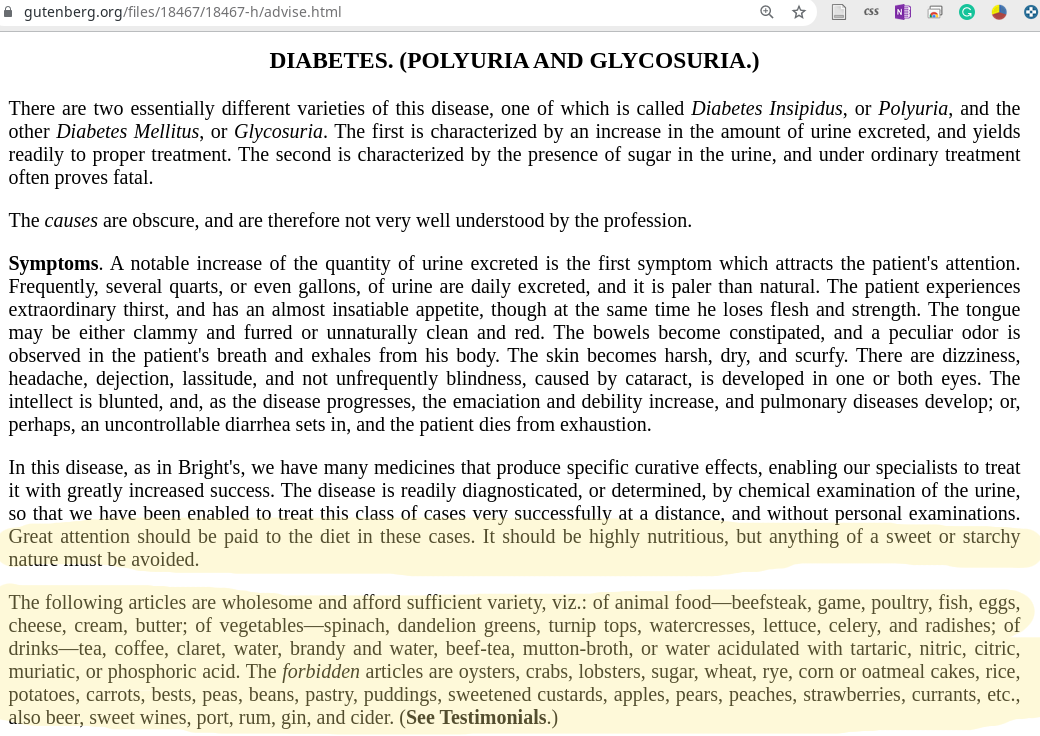 gutenberg.org/files/18467/18467-h/advise.html
css
N
G
DIABETES. (POLYURIA AND GLYCOSURIA.)
There are two essentially different varieties of this disease, one of which is called Diabetes Insipidus, or Polyuria, and the
other Diabetes Mellitus, or Glycosuria. The first is characterized by an increase in the amount of urine excreted, and yields
readily to proper treatment. The second is characterized by the presence of sugar in the urine, and under ordinary treatment
often proves fatal.
The causes are obscure, and are therefore not very well understood by the profession.
Symptoms. A notable increase of the quantity of urine excreted is the first symptom which attracts the patient's attention.
Frequently, several quarts, or even gallons, of urine are daily excreted, and it is paler than natural. The patient experiences
extraordinary thirst, and has an almost insatiable appetite, though at the same time he loses flesh and strength. The tongue
may be either clammy and furred or unnaturally clean and red. The bowels become constipated, and a peculiar odor is
observed in the patient's breath and exhales from his body. The skin becomes harsh, dry, and scurfy. There are dizziness,
headache, dejection, lassitude, and not unfrequently blindness, caused by cataract, is developed in one or both eyes. The
intellect is blunted, and, as the disease progresses, the emaciation and debility increase, and pulmonary diseases develop; or,
perhaps, an uncontrollable diarrhea sets in, and the patient dies from exhaustion.
In this disease, as in Bright's, we have many medicines that produce specific curative effects, enabling our specialists to treat
it with greatly increased success. The disease is readily diagnosticated, or determined, by chemical examination of the urine,
so that we have been enabled to treat this class of cases very successfully at a distance, and without personal examinations.
Great attention should be paid to the diet in these cases. It should be highly nutritious, but anything of a sweet or starchy
nature must be avoided.
The following articles are wholesome and afford sufficient variety, viz.: of animal food—beefsteak, game, poultry, fish, eggs,
cheese, cream, butter; of vegetables—spinach, dandelion greens, turnip tops, watercresses, lettuce, celery, and radishes; of
drinks—tea, coffee, claret, water, brandy and water, beef-tea, mutton-broth, or water acidulated with tartaric, nitric, citric,
muriatic, or phosphoric acid. The forbidden articles are oysters, crabs, lobsters, sugar, wheat, rye, corn or oatmeal cakes, rice,
potatoes, carrots, bests, peas, beans, pastry, puddings, sweetened custards, apples, pears, peaches, strawberries, currants, etc.,
also beer, sweet wines, port, rum, gin, and cider. (See Testimonials.)